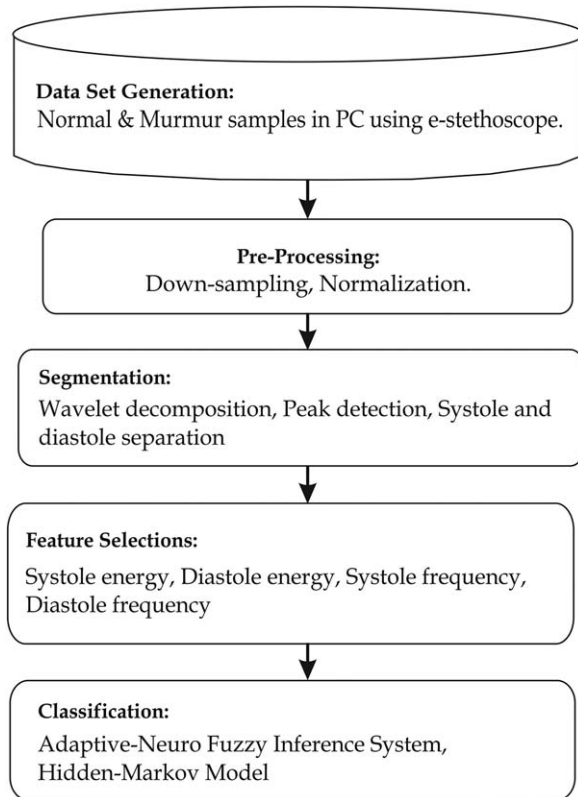 Data Set Generation:
Normal & Murmur samples in PC using e-stethoscope.
Pre-Processing:
Down-sampling, Normalization.
Segmentation:
Wavelet decomposition, Peak detection, Systole and
diastole separation
Feature Selections:
Systole energy, Diastole energy, Systole frequency,
Diastole frequency
Classification:
Adaptive-Neuro Fuzzy Inference System,
Hidden-Markov Model